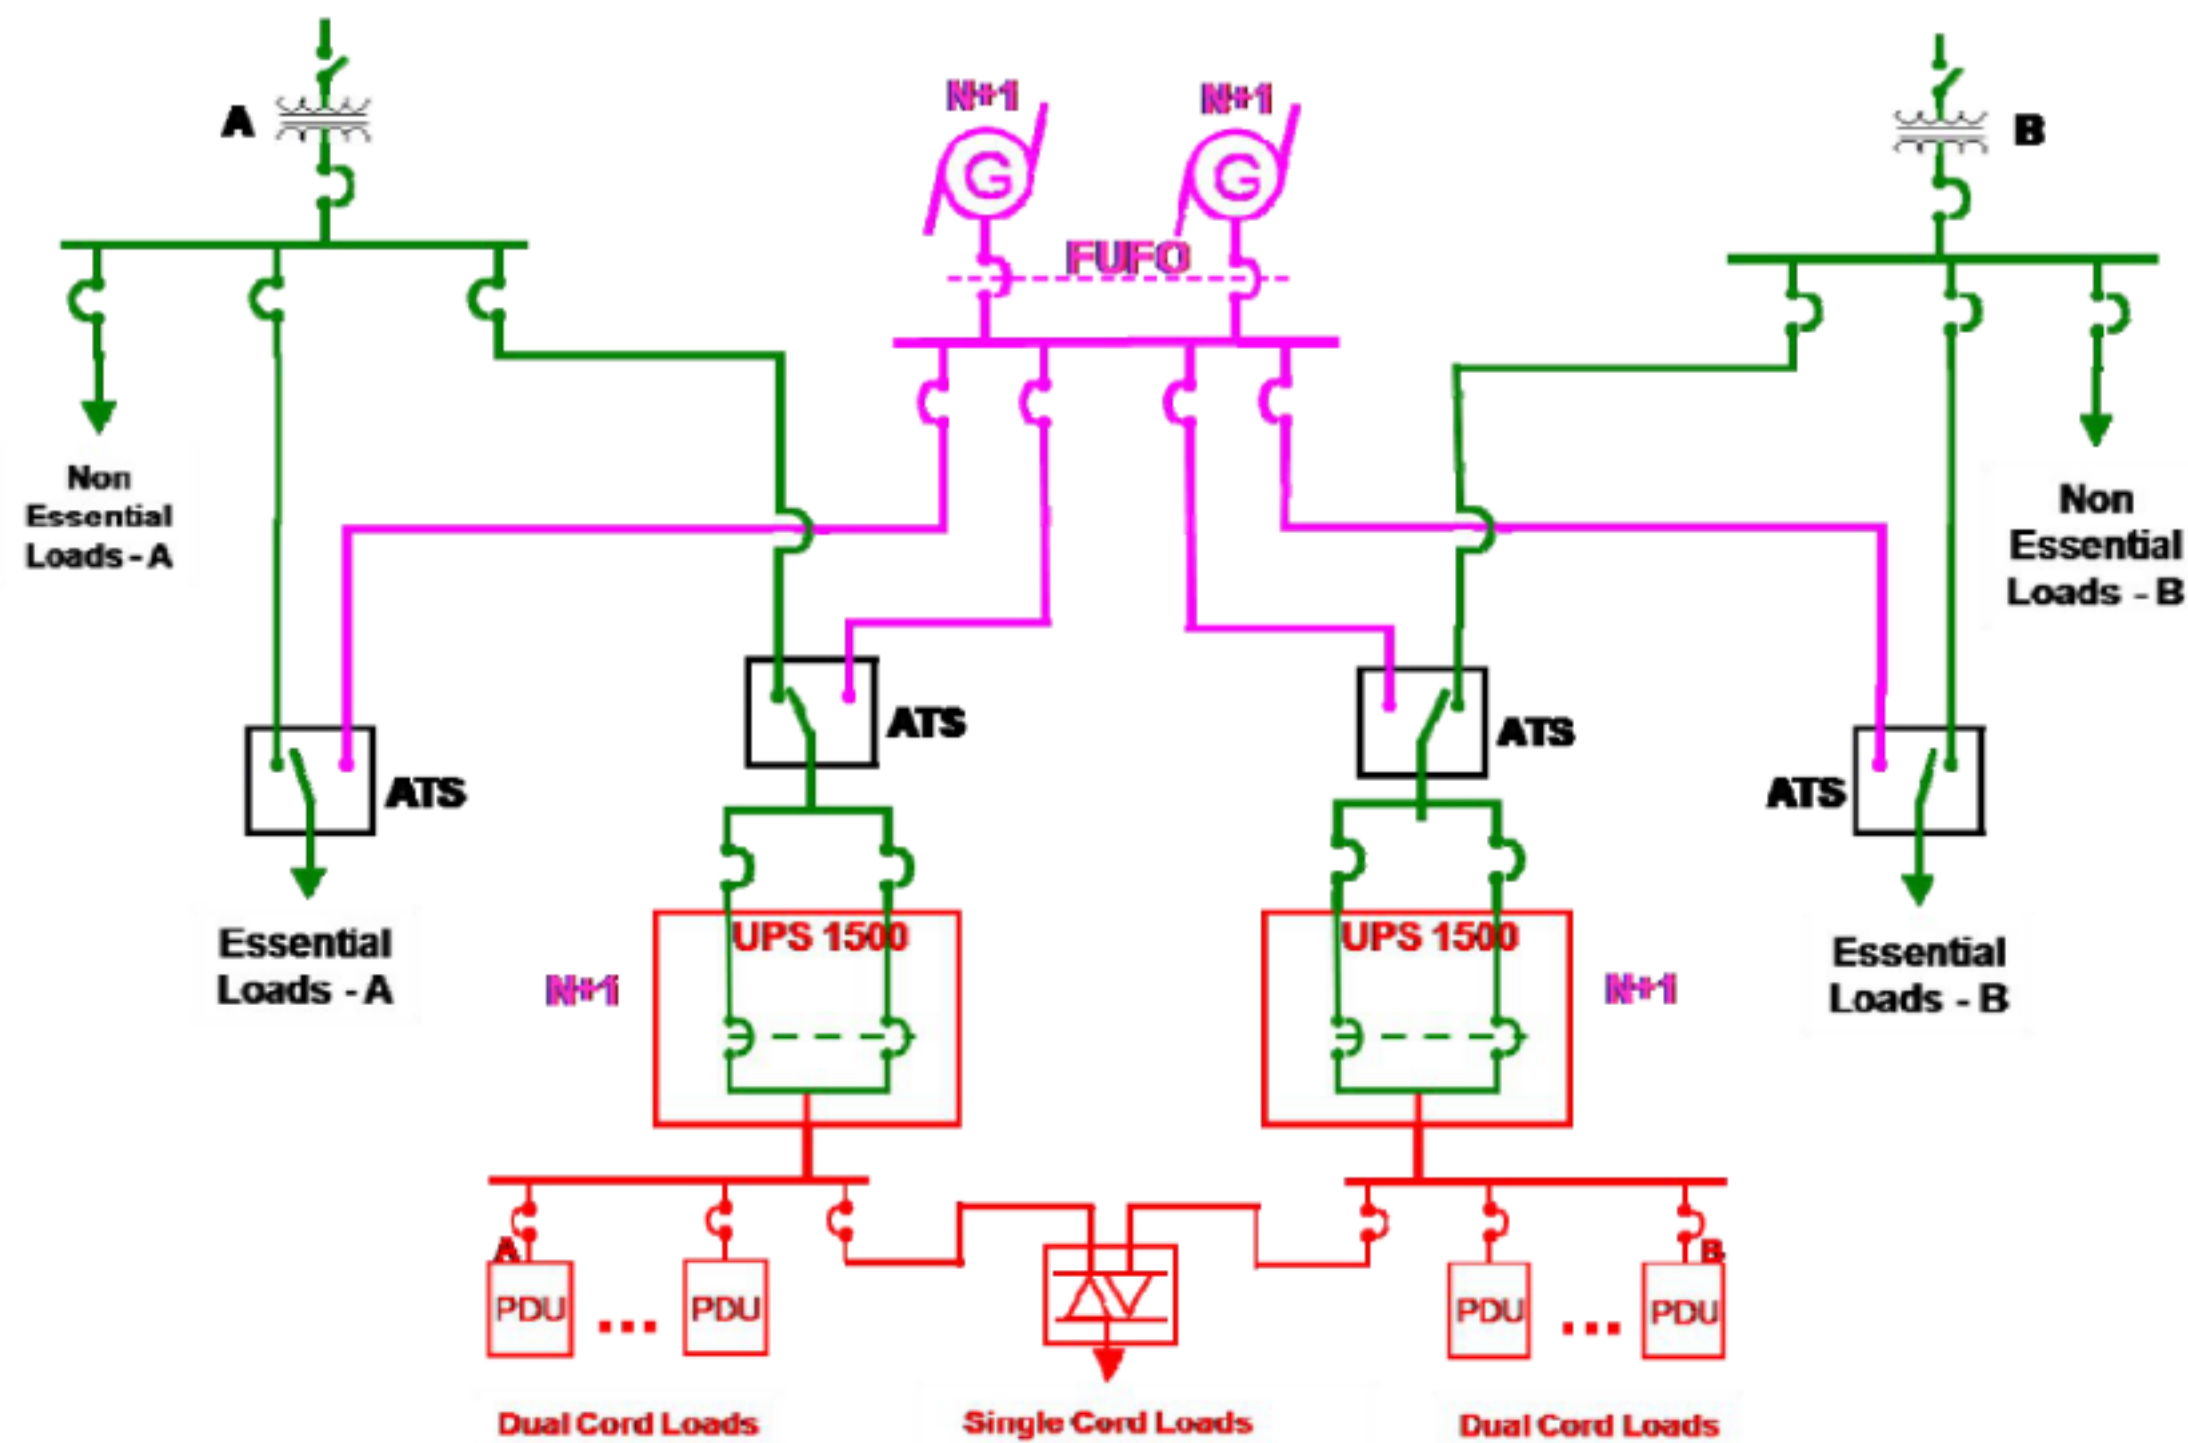 N+1
N+1
A
B
G
G
FUFO
Non
Essential
Loads - A
Non
Essential
Loads - B
ATS
ATS
ATS
ATS
UPS 1500
UPS 1500
Essential
Loads - A
N+1
N+1
Essential
Loads - B
A
B
PDU
...
PDU
PDU
...
PDU
Dual Cord Loads
Single Cord Loads
Dual Cord Loads